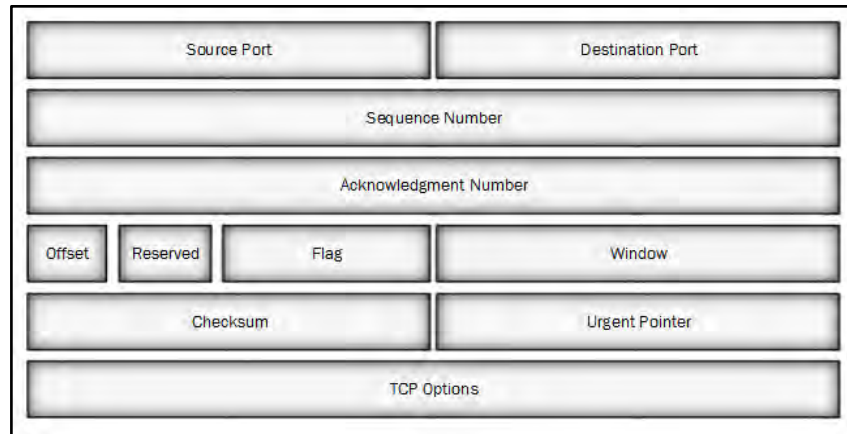 Source Port
Destination Port
Sequence Number
Acknowledgment Number
Offset
Reserved
Flag
Window
Checksum
Urgent Pointer
TCP Options